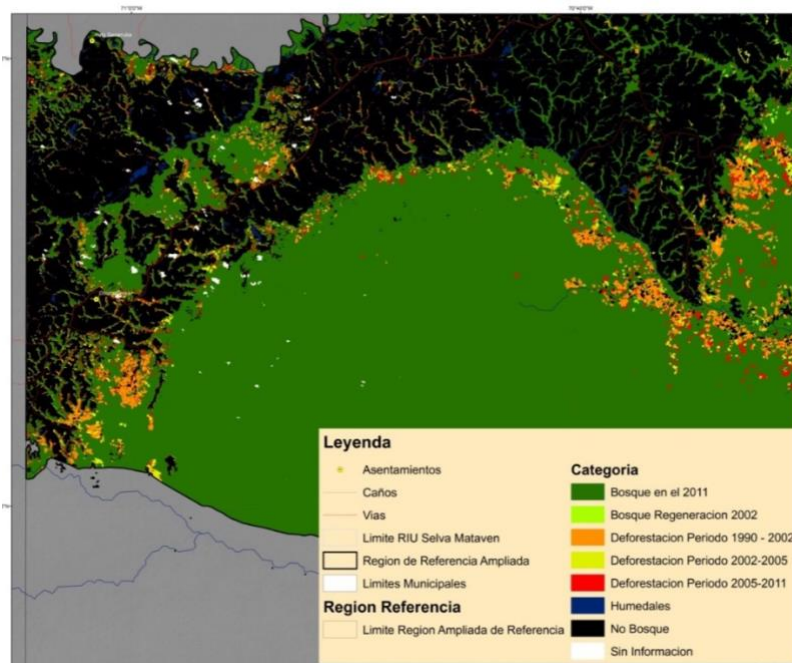 Leyenda
Asentamientos
Caños
Vias
Limite RIU Selva Mataven
Region de Referencia Ampliada
Limites Municipales
Region Referencia
Limite Region Ampliada de Referencia
Categoria
Bosque en el 2011
Bosque Regeneracion 2002
Deforestacion Periodo 1990 - 2002
Deforestacion Periodo 2002-2005
Deforestacion Periodo 2005-2011
Humedales
No Bosque
Sin Informacion